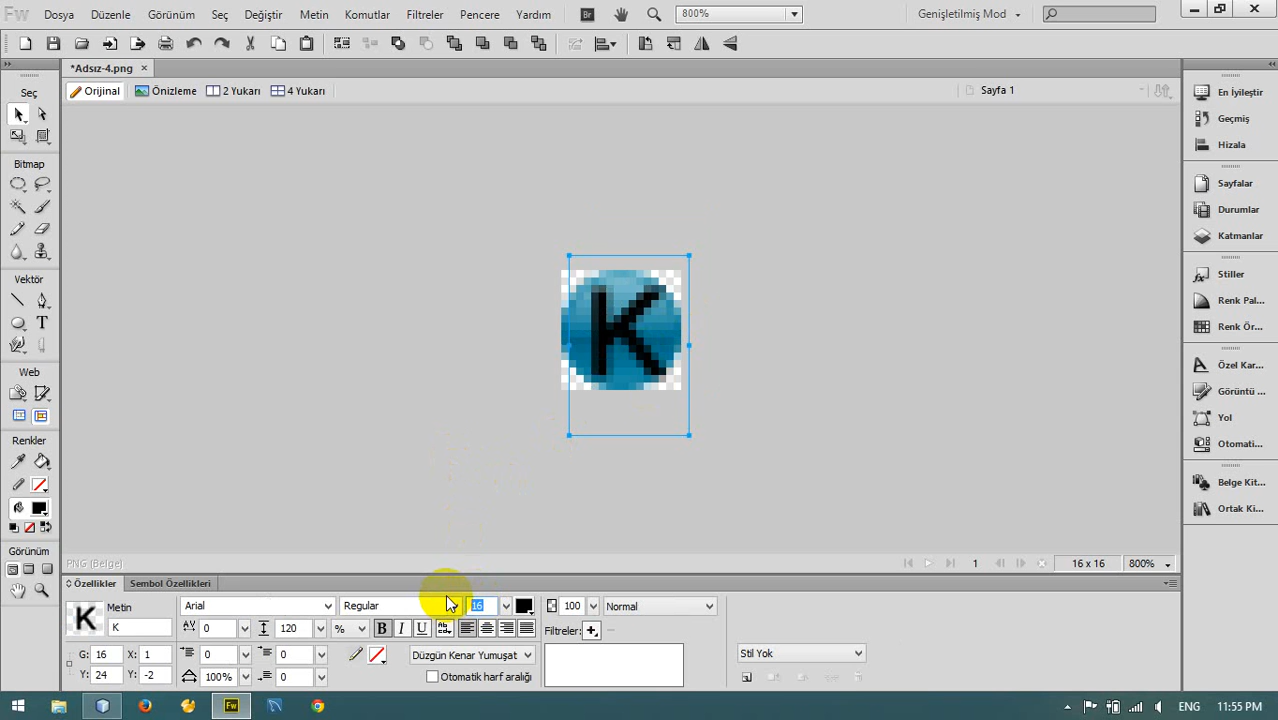 Fw Dosya Düzenle Görünüm Seç Değiştir Metin Komutlar Filtreler Pencere Yardım Br 800% Genişletilmiş Mod
*Adsız-4.png
Orijinal Önizleme 2 Yukarı 4 Yukarı Sayfa 1
Seç
Bitmap
Vektör
Web
Renkler
Görünüm
K
En İyileştir
Geçmiş
Hizala
Sayfalar
Durumlar
Katmanlar
Stiller
Renk Pal...
Renk Ör...
Özel Kar...
Görüntü ...
Yol
Otomati...
Belge Kit...
Ortak Ki...
PNG (Belge) 1 16 x 16 800%
Özellikler Sembol Özellikleri
K Metin Arial Regular 16 100 Normal
K 0 120 % B I U Filtreler:
G: 16 X: 1 0 0 Düzgün Kenar Yumuşat Stil Yok
Y: 24 Y: -2 100% 0 Otomatik harf aralığı
Fw ENG 11:55 PM